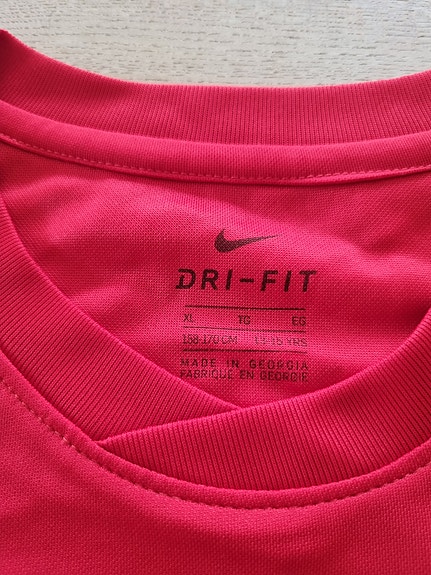 DRI-FIT
XL TG EG
158-170 CM 13-15 YRS
MADE IN GEORGIA
FABRIQUE EN GEORGIE